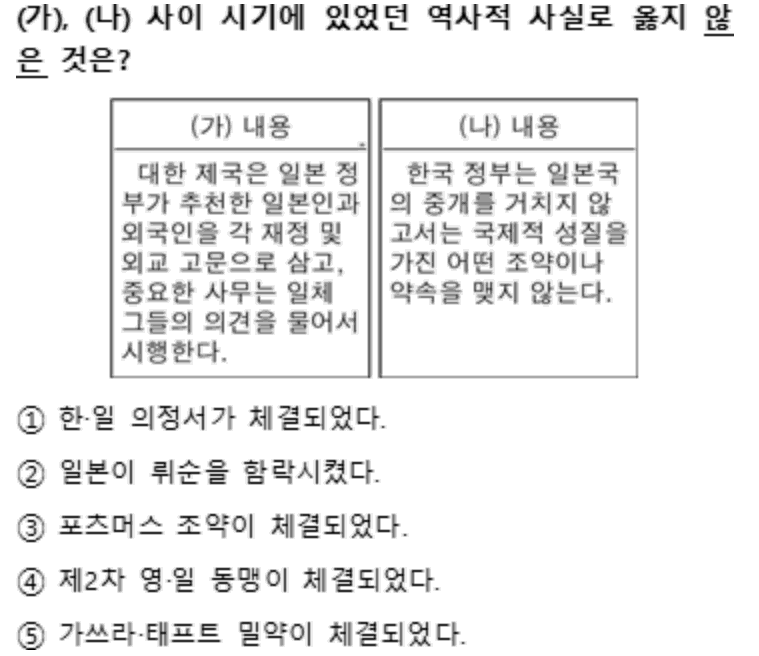 (가), (나) 사이 시기에 있었던 역사적 사실로 옳지 않
은 것은?
(가) 내용
대한 제국은 일본 정
부가 추천한 일본인과
외국인을 각 재정 및
외교 고문으로 삼고,
중요한 사무는 일체
그들의 의견을 물어서
시행한다.
(나) 내용
한국 정부는 일본국
의 중개를 거치지 않
고서는 국제적 성질을
가진 어떤 조약이나
약속을 맺지 않는다.
① 한·일 의정서가 체결되었다.
② 일본이 뤼순을 함락시켰다.
③ 포츠머스 조약이 체결되었다.
④ 제2차 영·일 동맹이 체결되었다.
⑤ 가쓰라·태프트 밀약이 체결되었다.